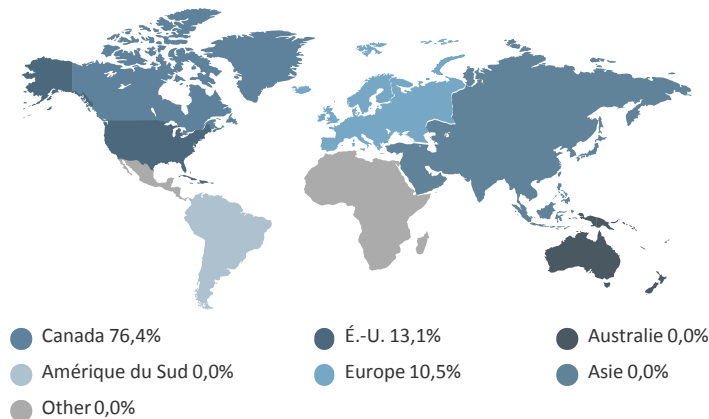 Canada 76,4%
É.-U. 13,1%
Australie 0,0%
Amérique du Sud 0,0%
Europe 10,5%
Asie 0,0%
Other 0,0%